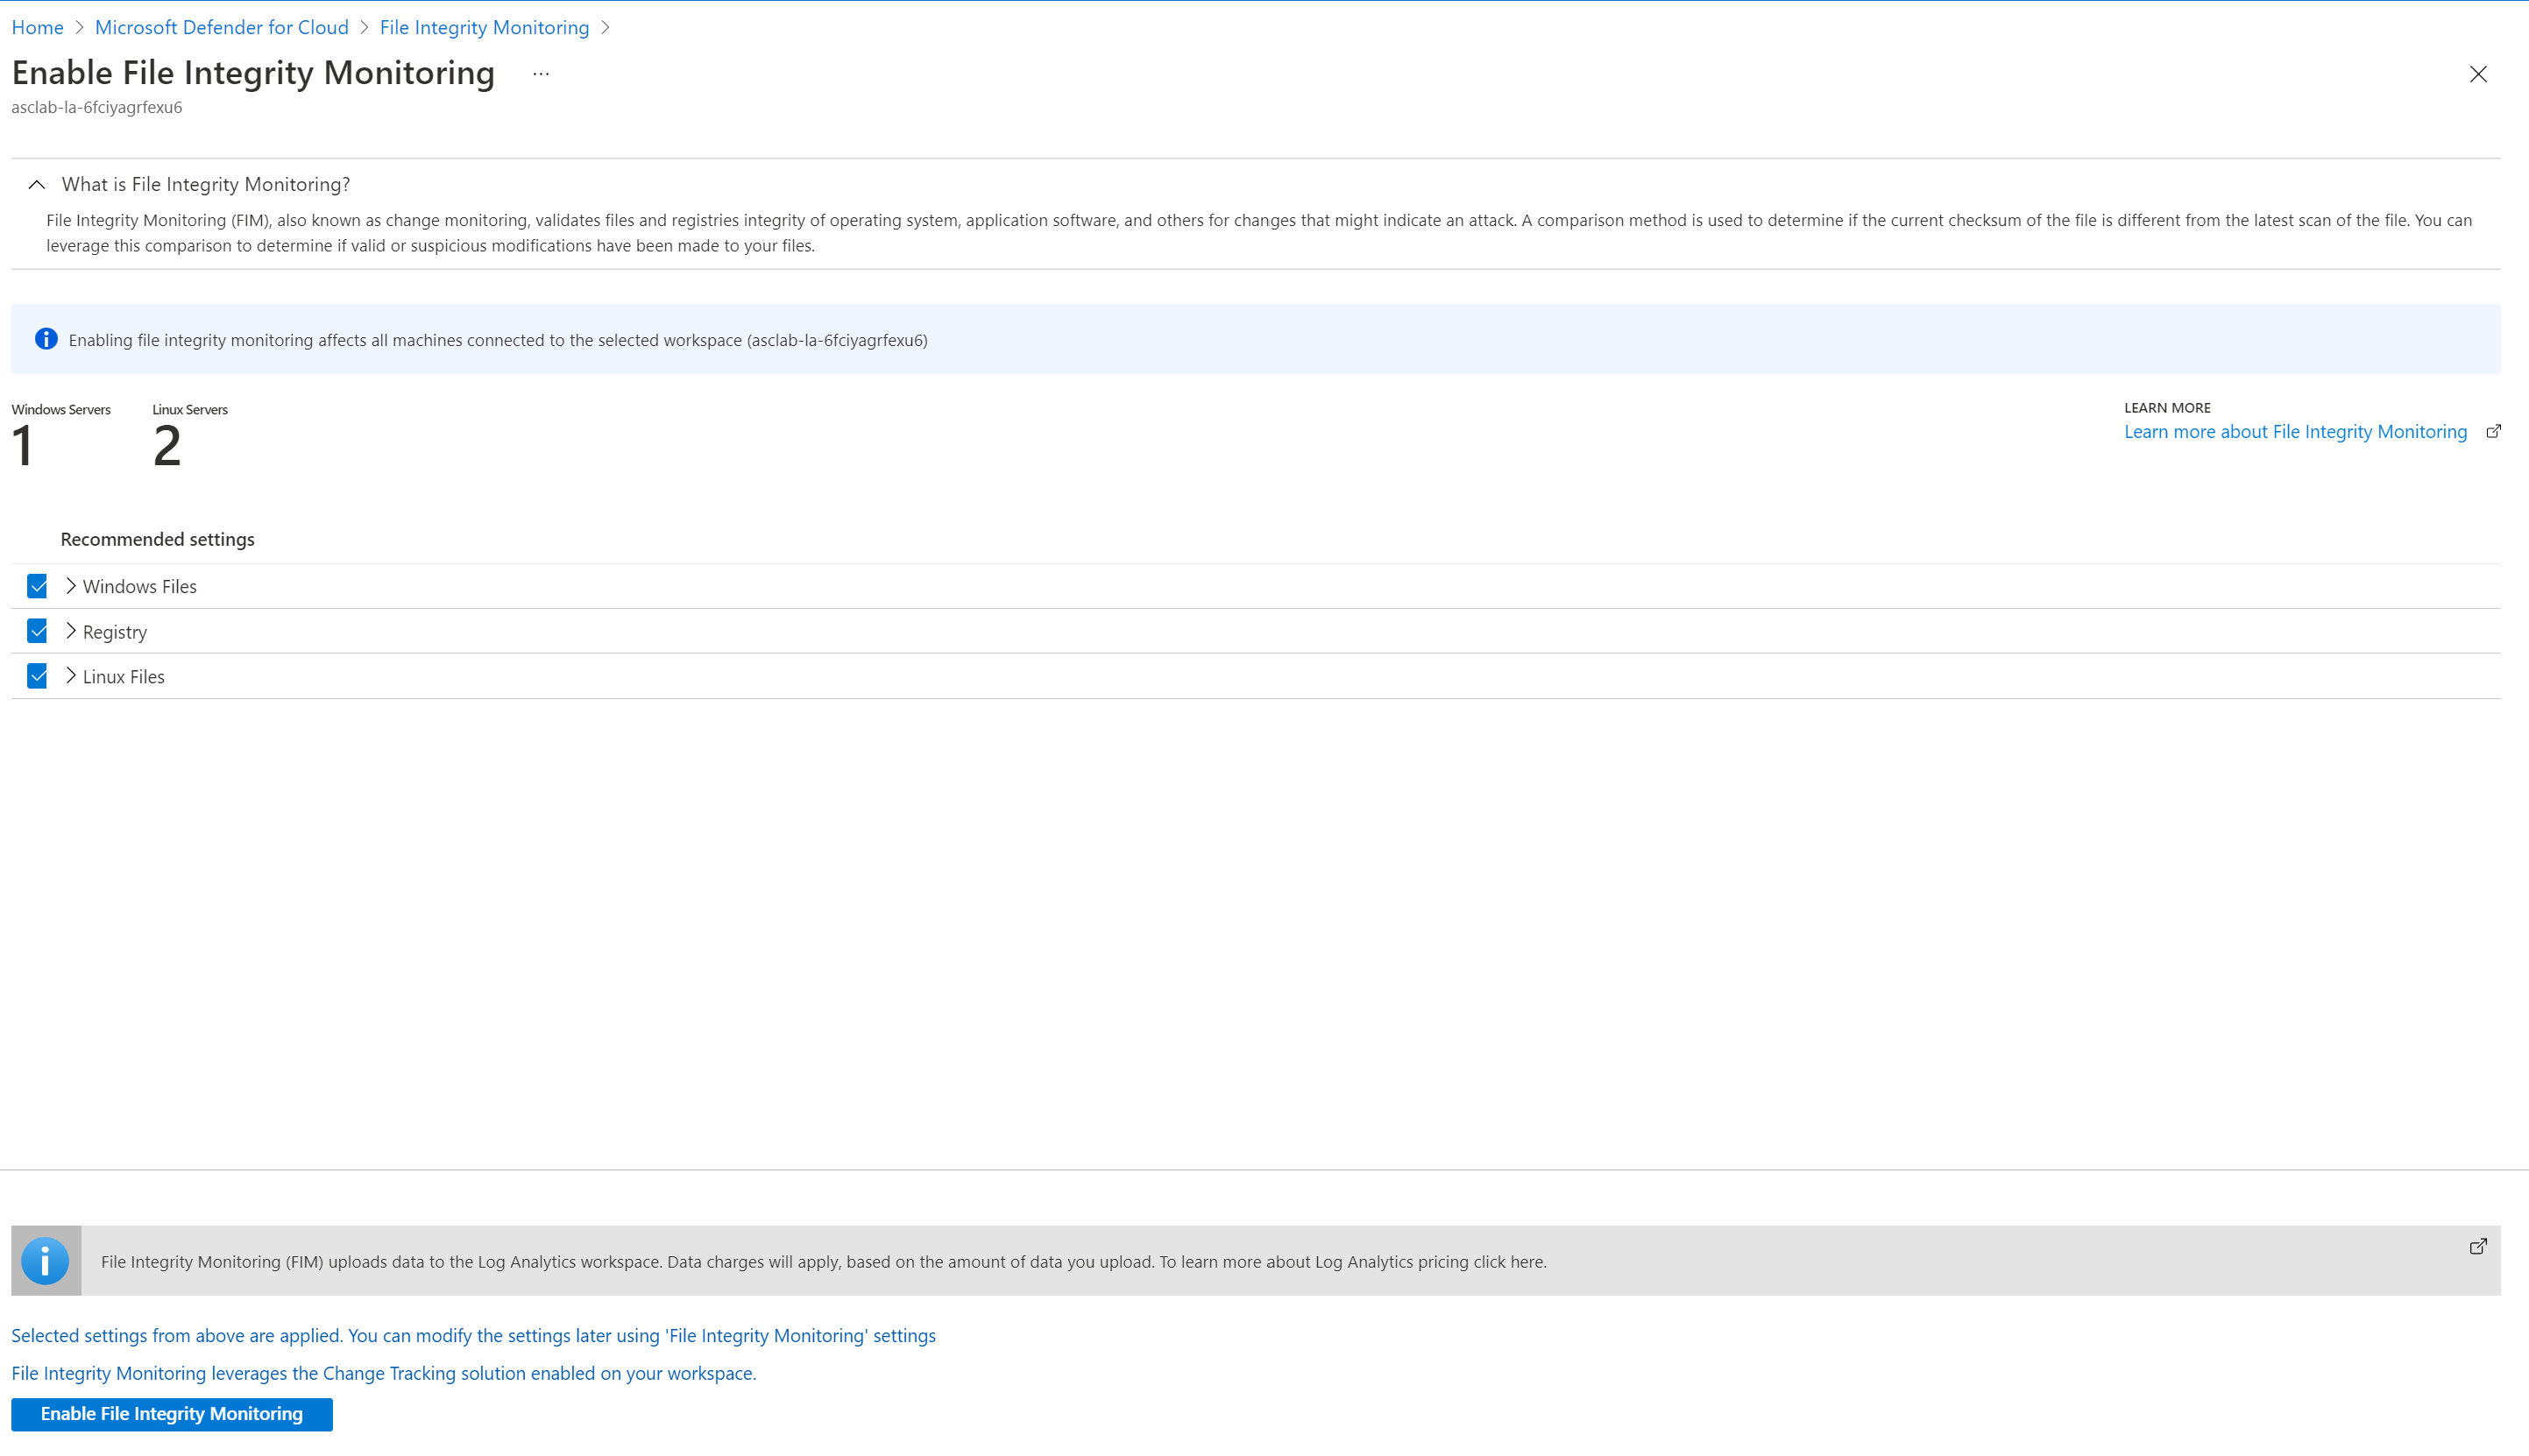 Home > Microsoft Defender for Cloud > File Integrity Monitoring >
Enable File Integrity Monitoring ...
asclab-la-6fciyagrfexu6
What is File Integrity Monitoring?
File Integrity Monitoring (FIM), also known as change monitoring, validates files and registries integrity of operating system, application software, and others for changes that might indicate an attack. A comparison method is used to determine if the current checksum of the file is different from the latest scan of the file. You can
leverage this comparison to determine if valid or suspicious modifications have been made to your files.
Enabling file integrity monitoring affects all machines connected to the selected workspace (asclab-la-6fciyagrfexu6)
Windows Servers
1
Linux Servers
2
LEARN MORE
Learn more about File Integrity Monitoring
Recommended settings
Windows Files
Registry
Linux Files
File Integrity Monitoring (FIM) uploads data to the Log Analytics workspace. Data charges will apply, based on the amount of data you upload. To learn more about Log Analytics pricing click here.
Selected settings from above are applied. You can modify the settings later using 'File Integrity Monitoring' settings
File Integrity Monitoring leverages the Change Tracking solution enabled on your workspace.
Enable File Integrity Monitoring